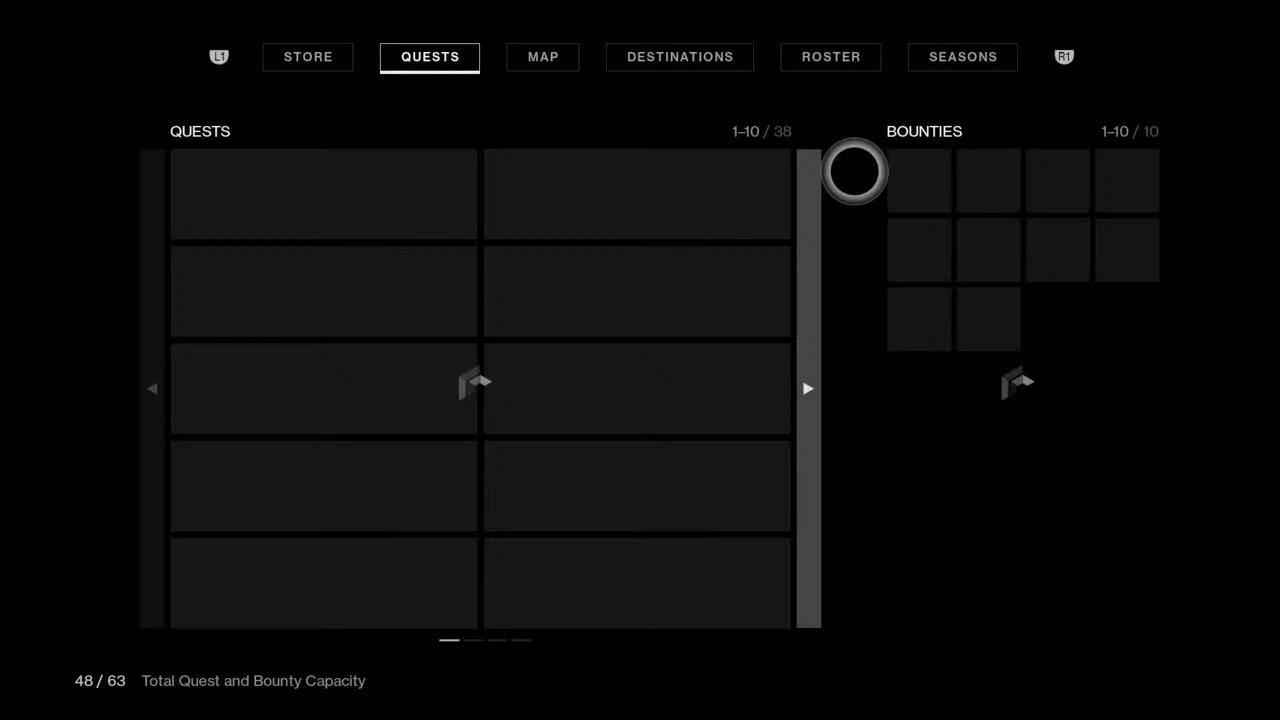 L1 STORE QUESTS MAP DESTINATIONS ROSTER SEASONS R1
QUESTS 1–10 / 38 BOUNTIES 1–10 / 10
48 / 63 Total Quest and Bounty Capacity